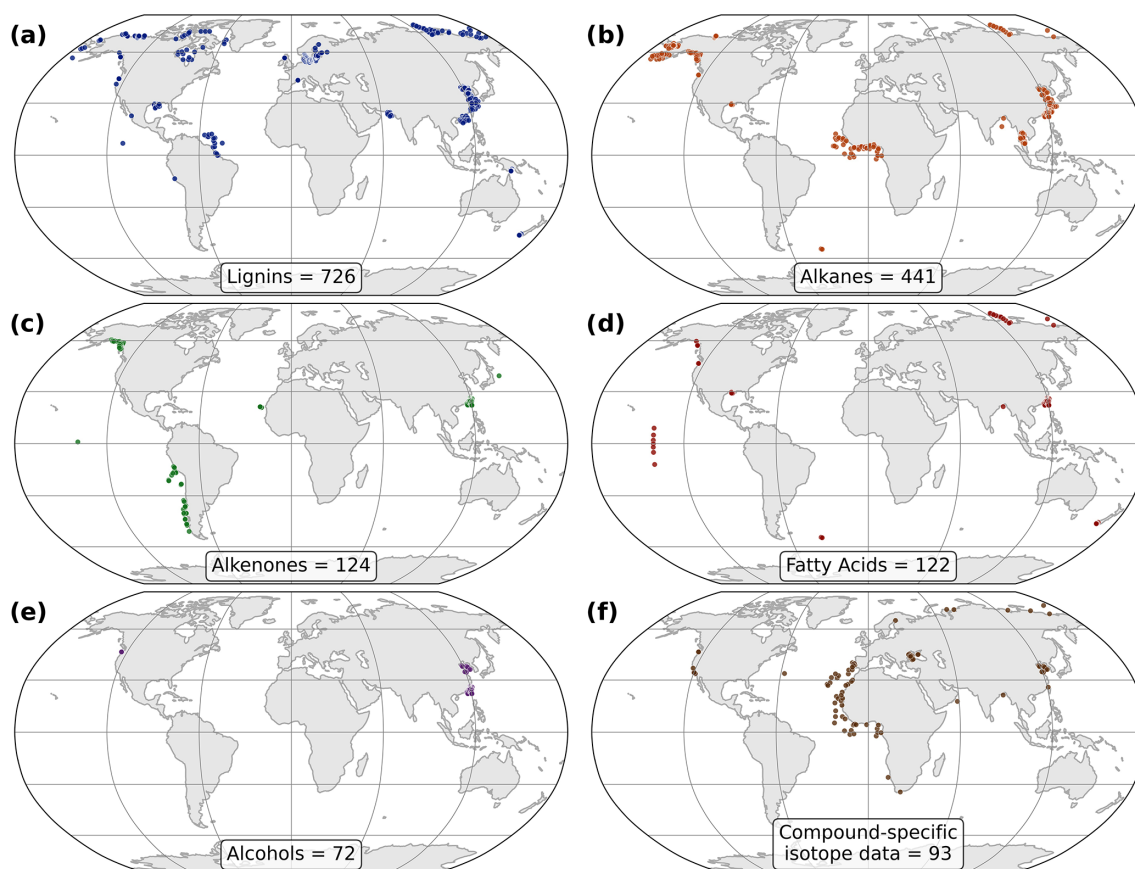 (a)
Lignins = 726
(b)
Alkanes = 441
(c)
Alkenones = 124
(d)
Fatty Acids = 122
(e)
Alcohols = 72
(f)
Compound-specific
isotope data = 93